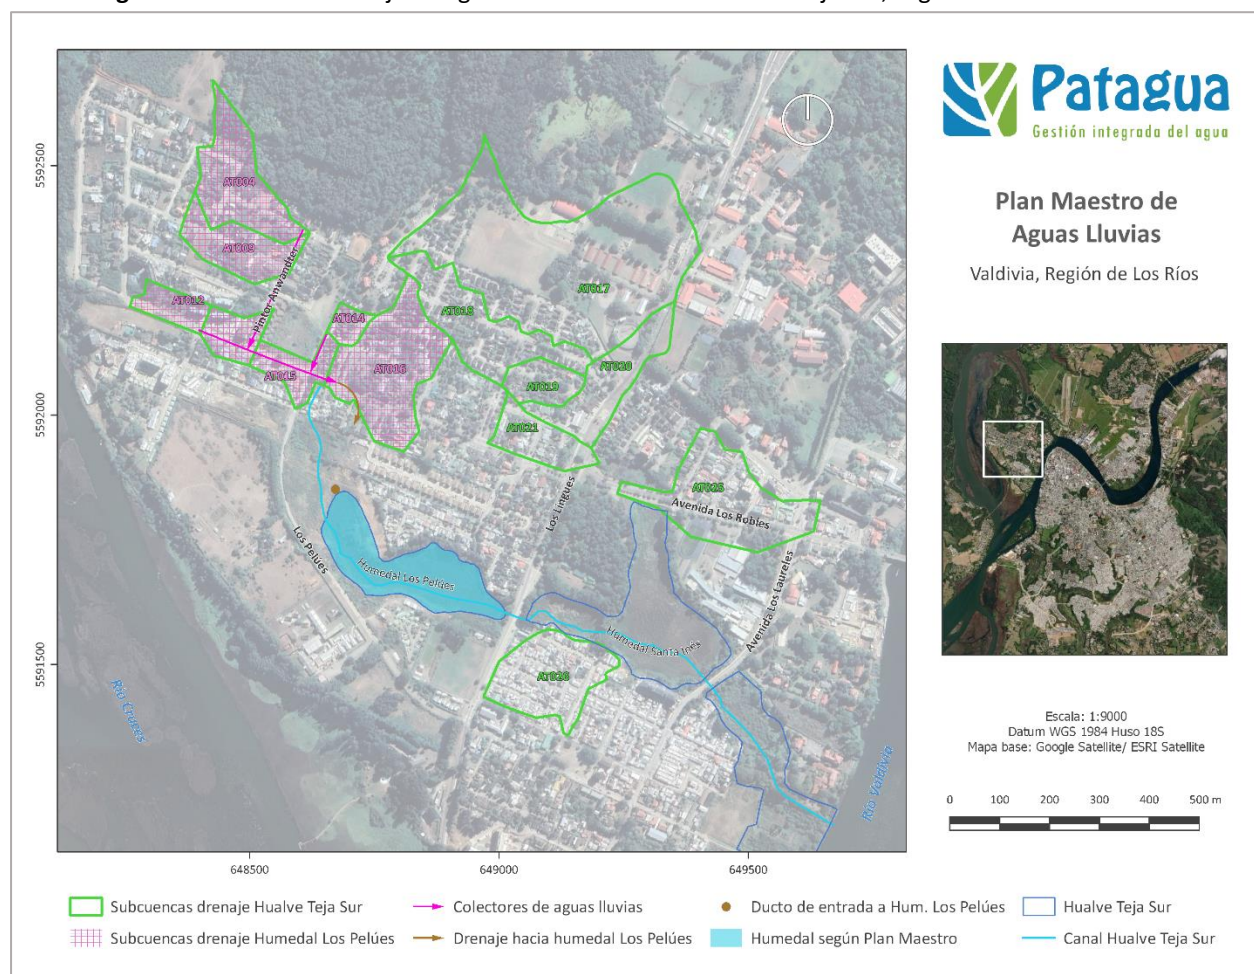 Patagua
Gestión integrada del agua
Plan Maestro de
Aguas Lluvias
Valdivia, Región de Los Ríos
5592500
5592000
5591500
AT004
AT009
AT012
Pintor Anwandter
AT014
AT015
AT016
AT017
AT018
AT019
AT020
AT021
AT025
Avenida Los Robles
Los Lingues
Los Pelúes
Humedal Los Pelúes
Avenida Los Laureles
Humedal Santa Inés
Río Cruces
Río Valdivia
Escala: 1:9000
Datum WGS 1984 Huso 18S
Mapa base: Google Satellite/ ESRI Satellite
0 100 200 300 400 500 m
648500 649000 649500
Subcuencas drenaje Hualve Teja Sur
Colectores de aguas lluvias
Ducto de entrada a Hum. Los Pelúes
Hualve Teja Sur
Subcuencas drenaje Humedal Los Pelúes
Drenaje hacia humedal Los Pelúes
Humedal según Plan Maestro
Canal Hualve Teja Sur